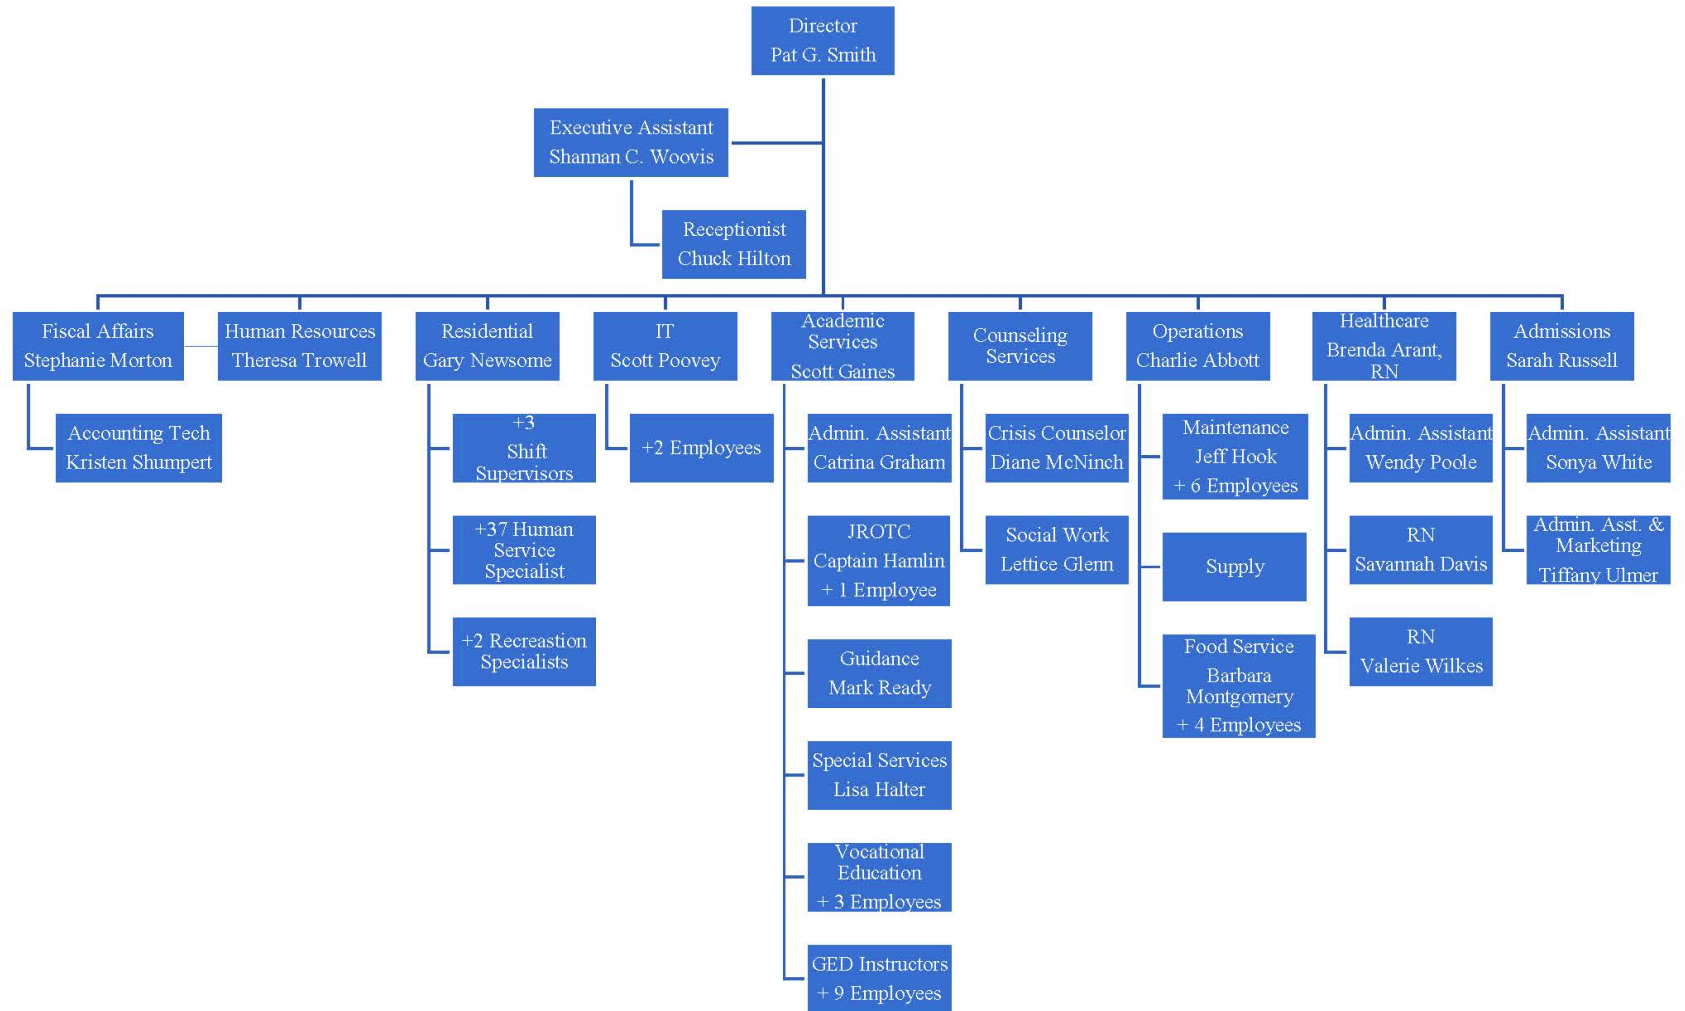 Director
Pat G. Smith
Executive Assistant
Shannan C. Woovis
Receptionist
Chuck Hilton
Fiscal Affairs
Stephanie Morton
Human Resources
Theresa Trowell
Residential
Gary Newsome
IT
Scott Poovey
Academic
Services
Scott Gaines
Counseling
Services
Operations
Charlie Abbott
Healthcare
Brenda Arant,
RN
Admissions
Sarah Russell
Accounting Tech
Kristen Shumpert
+3
Shift
Supervisors
+37 Human
Service
Specialist
+2 Recreastion
Specialists
+2 Employees
Admin. Assistant
Catrina Graham
JROTC
Captain Hamlin
+ 1 Employee
Guidance
Mark Ready
Special Services
Lisa Halter
Vocational
Education
+ 3 Employees
GED Instructors
+ 9 Employees
Crisis Counselor
Diane McNinch
Social Work
Lettice Glenn
Maintenance
Jeff Hook
+ 6 Employees
Supply
Food Service
Barbara
Montgomery
+ 4 Employees
Admin. Assistant
Wendy Poole
RN
Savannah Davis
RN
Valerie Wilkes
Admin. Assistant
Sonya White
Admin. Asst. &
Marketing
Tiffany Ulmer